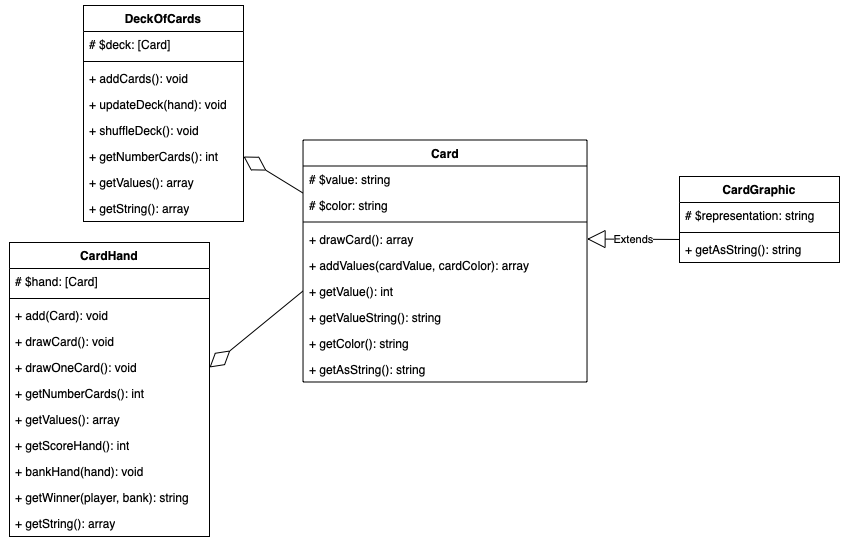 DeckOfCards
# $deck: [Card]
+ addCards(): void
+ updateDeck(hand): void
+ shuffleDeck(): void
+ getNumberCards(): int
+ getValues(): array
+ getString(): array
CardHand
# $hand: [Card]
+ add(Card): void
+ drawCard(): void
+ drawOneCard(): void
+ getNumberCards(): int
+ getValues(): array
+ getScoreHand(): int
+ bankHand(hand): void
+ getWinner(player, bank): string
+ getString(): array
Card
# $value: string
# $color: string
+ drawCard(): array
+ addValues(cardValue, cardColor): array
+ getValue(): int
+ getValueString(): string
+ getColor(): string
+ getAsString(): string
Extends
CardGraphic
# $representation: string
+ getAsString(): string